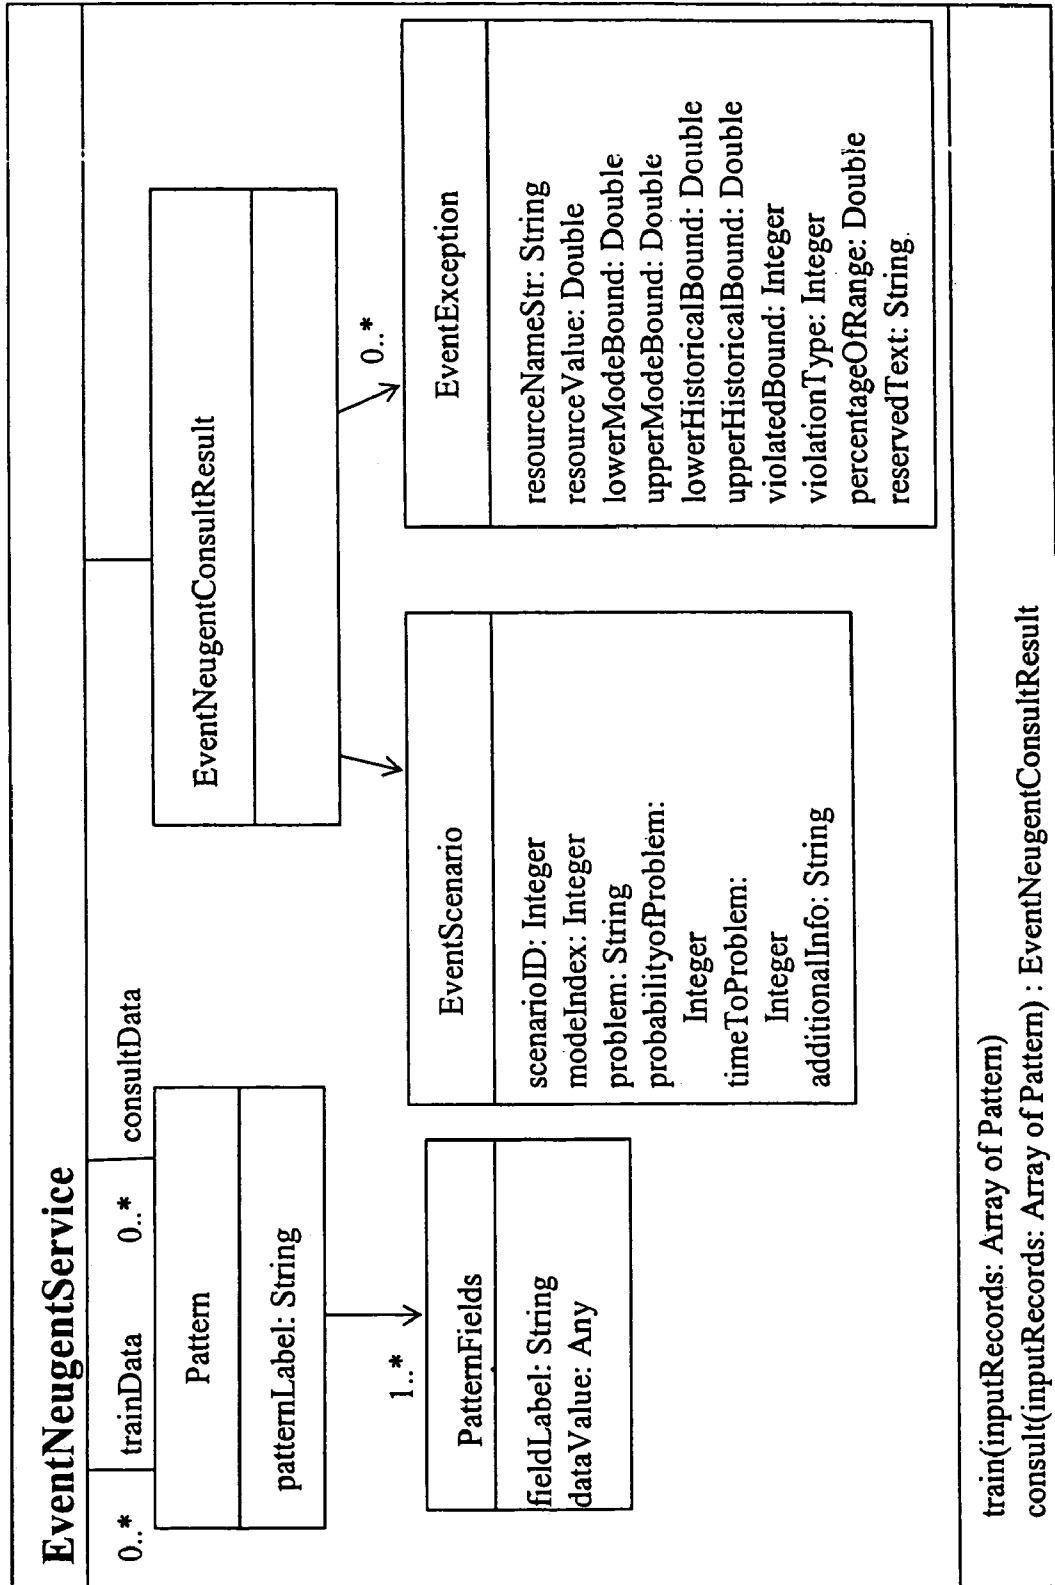 EventNeugentService
0..* trainData 0..* consultData
Pattern
patternLabel: String
1..*
PatternFields
fieldLabel: String
dataValue: Any
EventNeugentConsultResult
0..*
EventScenario
scenarioID: Integer
modeIndex: Integer
problem: String
probabilityofProblem:
Integer
timeToProblem:
Integer
additionalInfo: String
EventException
resourceNameStr: String
resourceValue: Double
lowerModeBound: Double
upperModeBound: Double
lowerHistoricalBound: Double
upperHistoricalBound: Double
violatedBound: Integer
violationType: Integer
percentageOfRange: Double
reservedText: String
train(inputRecords: Array of Pattern)
consult(inputRecords: Array of Pattern) : EventNeugentConsultResult